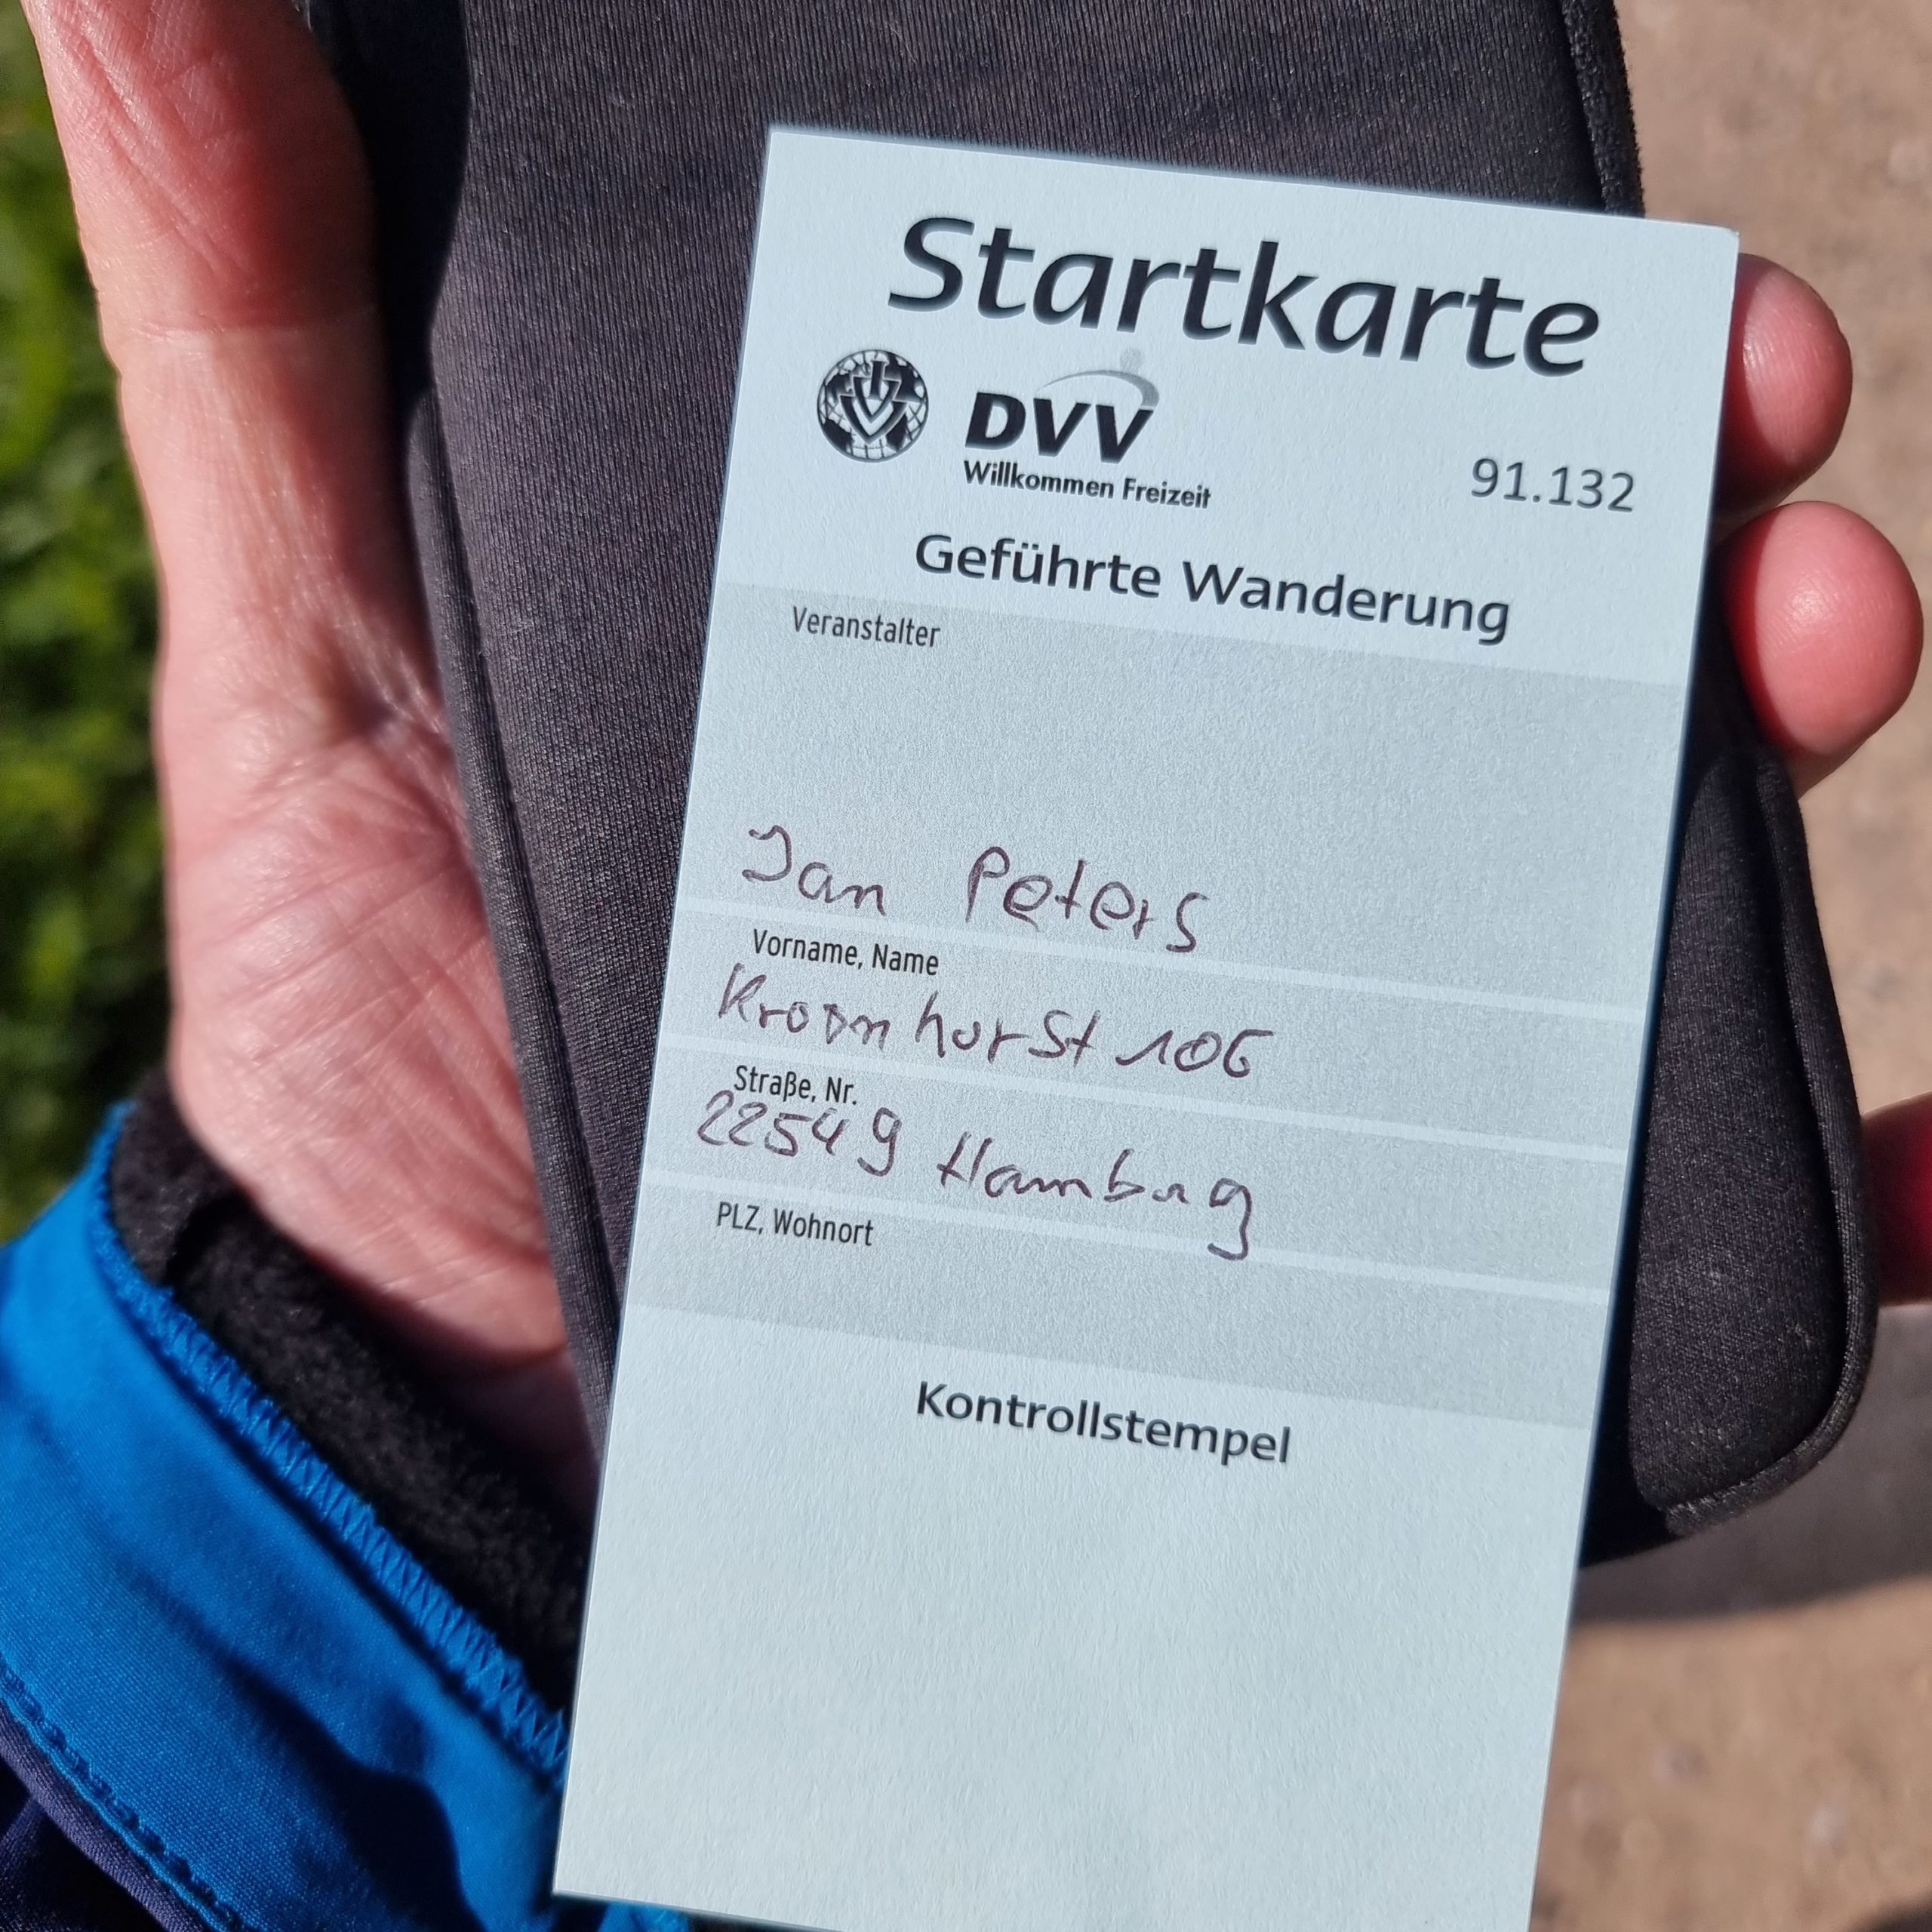 Startkarte
IVV
DVV
Willkommen Freizeit
91.132
Geführte Wanderung
Veranstalter
Jan Peters
Vorname, Name
Kroonhorst 106
Straße, Nr.
22549 Hamburg
PLZ, Wohnort
Kontrollstempel